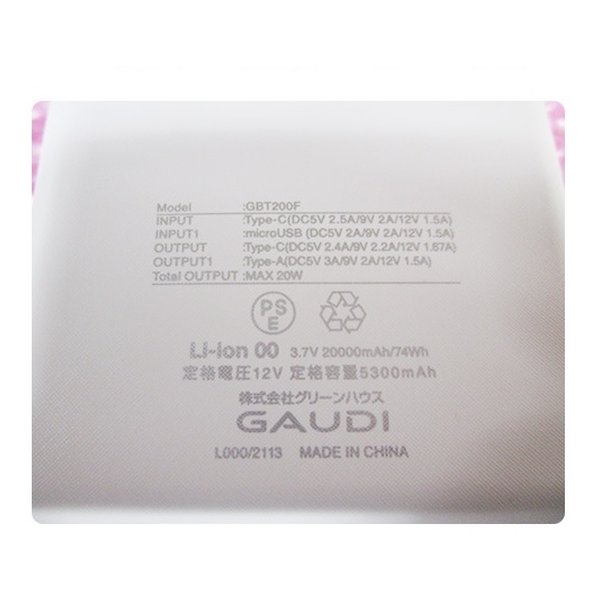 Model :GBT200F
INPUT :Type-C(DC5V 2.5A/9V 2A/12V 1.5A)
INPUT1 :microUSB (DC5V 2A/9V 2A/12V 1.5A)
OUTPUT :Type-C(DC5V 2.4A/9V 2.2A/12V 1.67A)
OUTPUT1 :Type-A(DC5V 3A/9V 2A/12V 1.5A)
Total OUTPUT :MAX 20W
PS
E
Li-ion 00 3.7V 20000mAh/74Wh
定格電圧12V 定格容量5300mAh
株式会社グリーンハウス
GAUDI
L000/2113 MADE IN CHINA